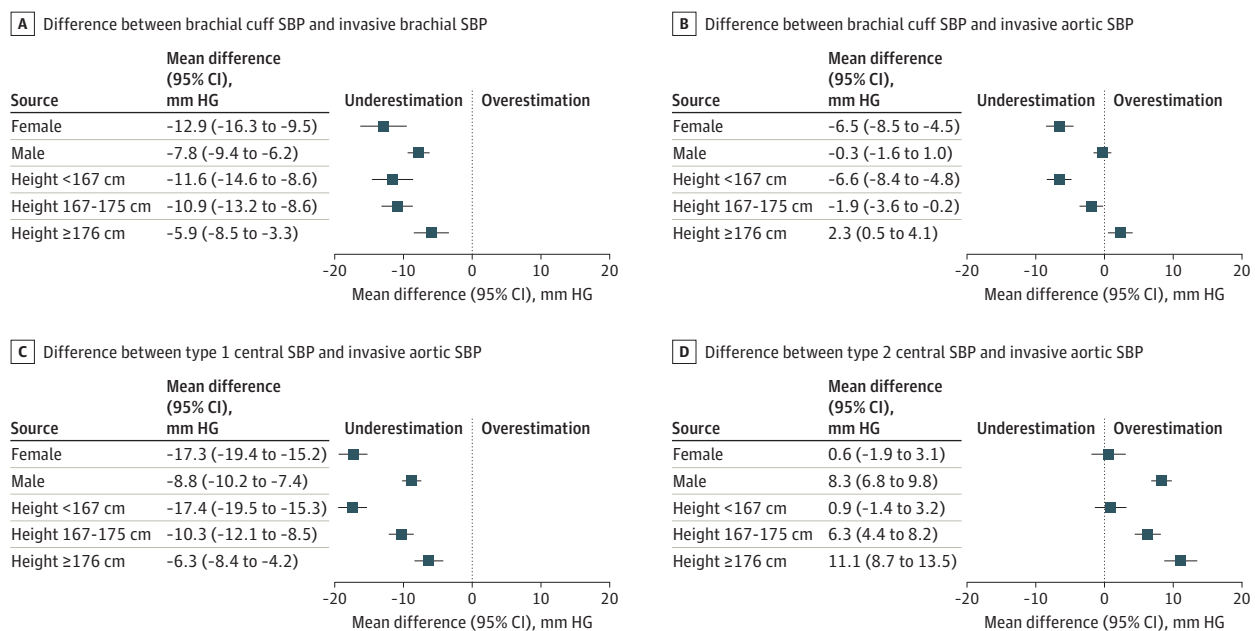 A Difference between brachial cuff SBP and invasive brachial SBP
Mean difference
(95% CI),
Source mm HG Underestimation Overestimation
Female -12.9 (-16.3 to -9.5)
Male -7.8 (-9.4 to -6.2)
Height <167 cm -11.6 (-14.6 to -8.6)
Height 167-175 cm -10.9 (-13.2 to -8.6)
Height ≥176 cm -5.9 (-8.5 to -3.3)
-20 -10 0 10 20
Mean difference (95% CI), mm HG
B Difference between brachial cuff SBP and invasive aortic SBP
Mean difference
(95% CI),
Source mm HG Underestimation Overestimation
Female -6.5 (-8.5 to -4.5)
Male -0.3 (-1.6 to 1.0)
Height <167 cm -6.6 (-8.4 to -4.8)
Height 167-175 cm -1.9 (-3.6 to -0.2)
Height ≥176 cm 2.3 (0.5 to 4.1)
-20 -10 0 10 20
Mean difference (95% CI), mm HG
C Difference between type 1 central SBP and invasive aortic SBP
Mean difference
(95% CI),
Source mm HG Underestimation Overestimation
Female -17.3 (-19.4 to -15.2)
Male -8.8 (-10.2 to -7.4)
Height <167 cm -17.4 (-19.5 to -15.3)
Height 167-175 cm -10.3 (-12.1 to -8.5)
Height ≥176 cm -6.3 (-8.4 to -4.2)
-20 -10 0 10 20
Mean difference (95% CI), mm HG
D Difference between type 2 central SBP and invasive aortic SBP
Mean difference
(95% CI),
Source mm HG Underestimation Overestimation
Female 0.6 (-1.9 to 3.1)
Male 8.3 (6.8 to 9.8)
Height <167 cm 0.9 (-1.4 to 3.2)
Height 167-175 cm 6.3 (4.4 to 8.2)
Height ≥176 cm 11.1 (8.7 to 13.5)
-20 -10 0 10 20
Mean difference (95% CI), mm HG